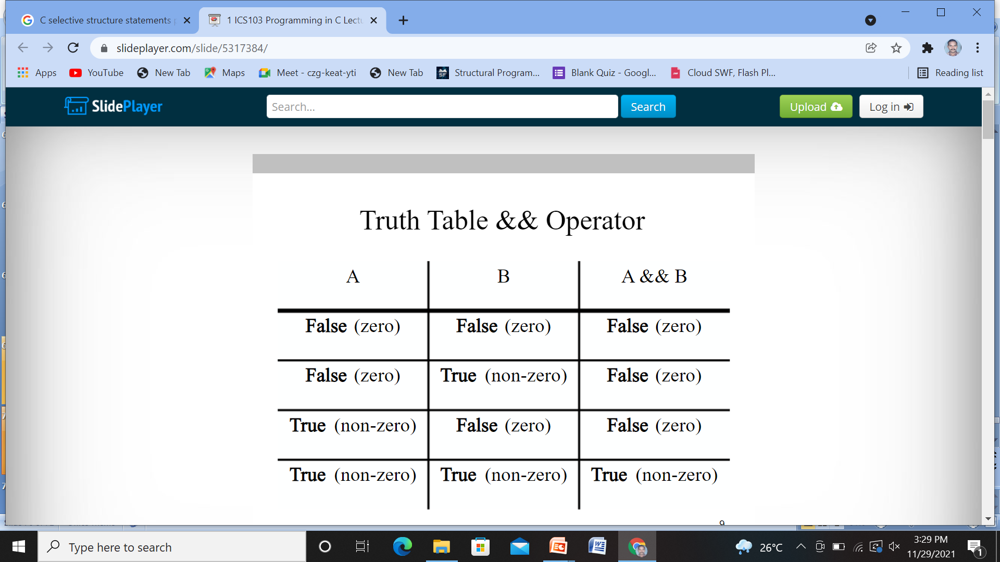 C selective structure statements p
1 ICS103 Programming in C Lectu
slideplayer.com/slide/5317384/
Apps YouTube New Tab Maps Meet - czg-keat-yti New Tab Structural Program... Blank Quiz - Googl... Cloud SWF, Flash Pl... Reading list
SlidePlayer Search... Search Upload Log in
Truth Table && Operator
A B A && B
False (zero) False (zero) False (zero)
False (zero) True (non-zero) False (zero)
True (non-zero) False (zero) False (zero)
True (non-zero) True (non-zero) True (non-zero)
9
Type here to search
26°C
3:29 PM
11/29/2021
1